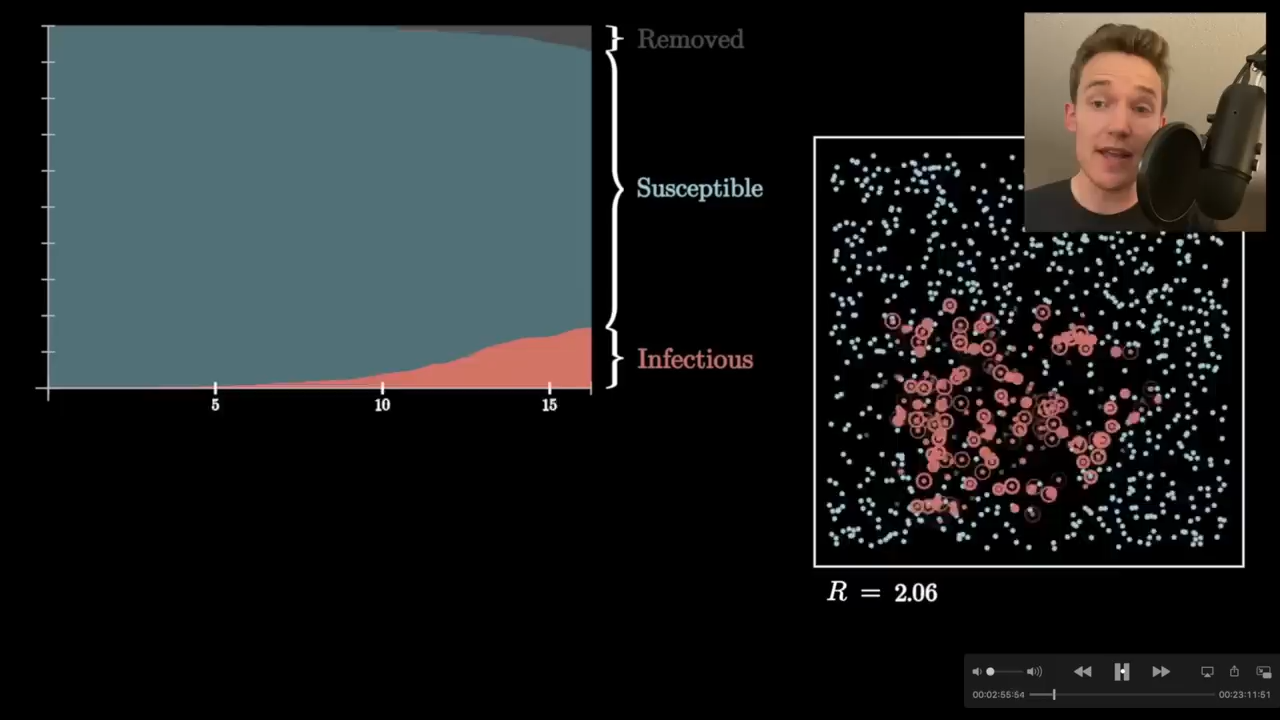 Removed
Susceptible
Infectious
5 10 15
R = 2.06
00:02:55:54 00:23:11:51